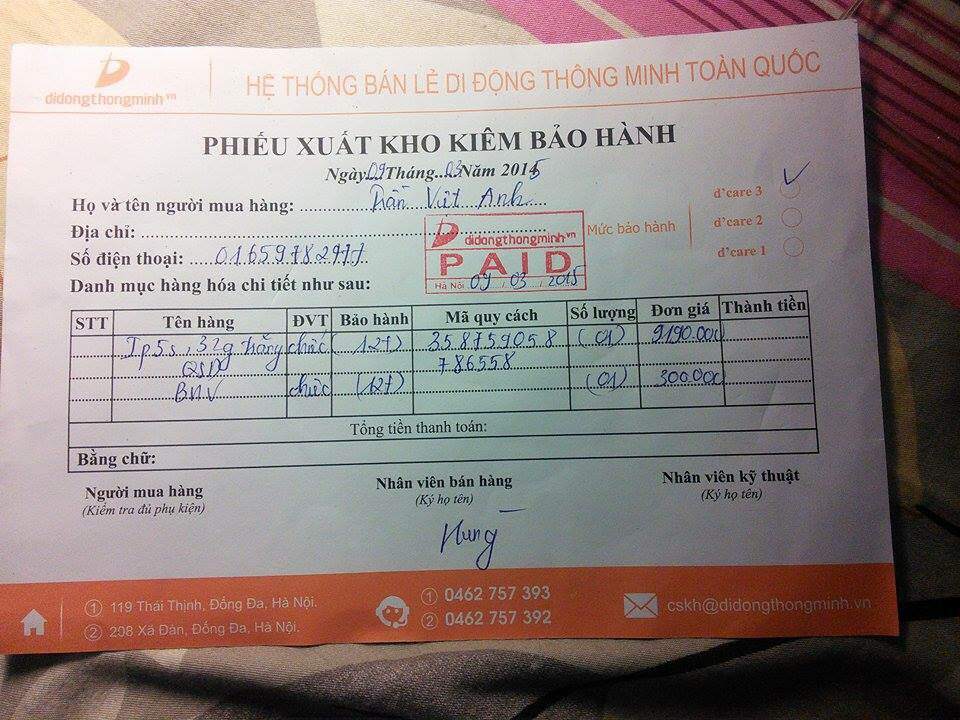 didongthongminh.vn
HỆ THỐNG BÁN LẺ DI ĐỘNG THÔNG MINH TOÀN QUỐC
PHIẾU XUẤT KHO KIÊM BẢO HÀNH
Ngày 09 Tháng 03 Năm 2015
Họ và tên người mua hàng: Trần Việt Anh
Địa chỉ:
Số điện thoại: 01659782977
Danh mục hàng hóa chi tiết như sau:
didongthongminh.vn
PAID
Hà Nội 09/03/2015
Mức bảo hành
d'care 3 ✓
d'care 2
d'care 1
STT Tên hàng ĐVT Bảo hành Mã quy cách Số lượng Đơn giá Thành tiền
Ip5s, 32g trắng chiếc (12T) 358759058 (01) 9190.000
QSD 786558
BHV chiếc (12T) (01) 300.000
Tổng tiền thanh toán:
Bằng chữ:
Người mua hàng Nhân viên bán hàng Nhân viên kỹ thuật
(Kiểm tra đủ phụ kiện) (Ký họ tên) (Ký họ tên)
Hưng
1 119 Thái Thịnh, Đống Đa, Hà Nội.
2 298 Xã Đàn, Đống Đa, Hà Nội.
1 0462 757 393
2 0462 757 392
cskh@didongthongminh.vn